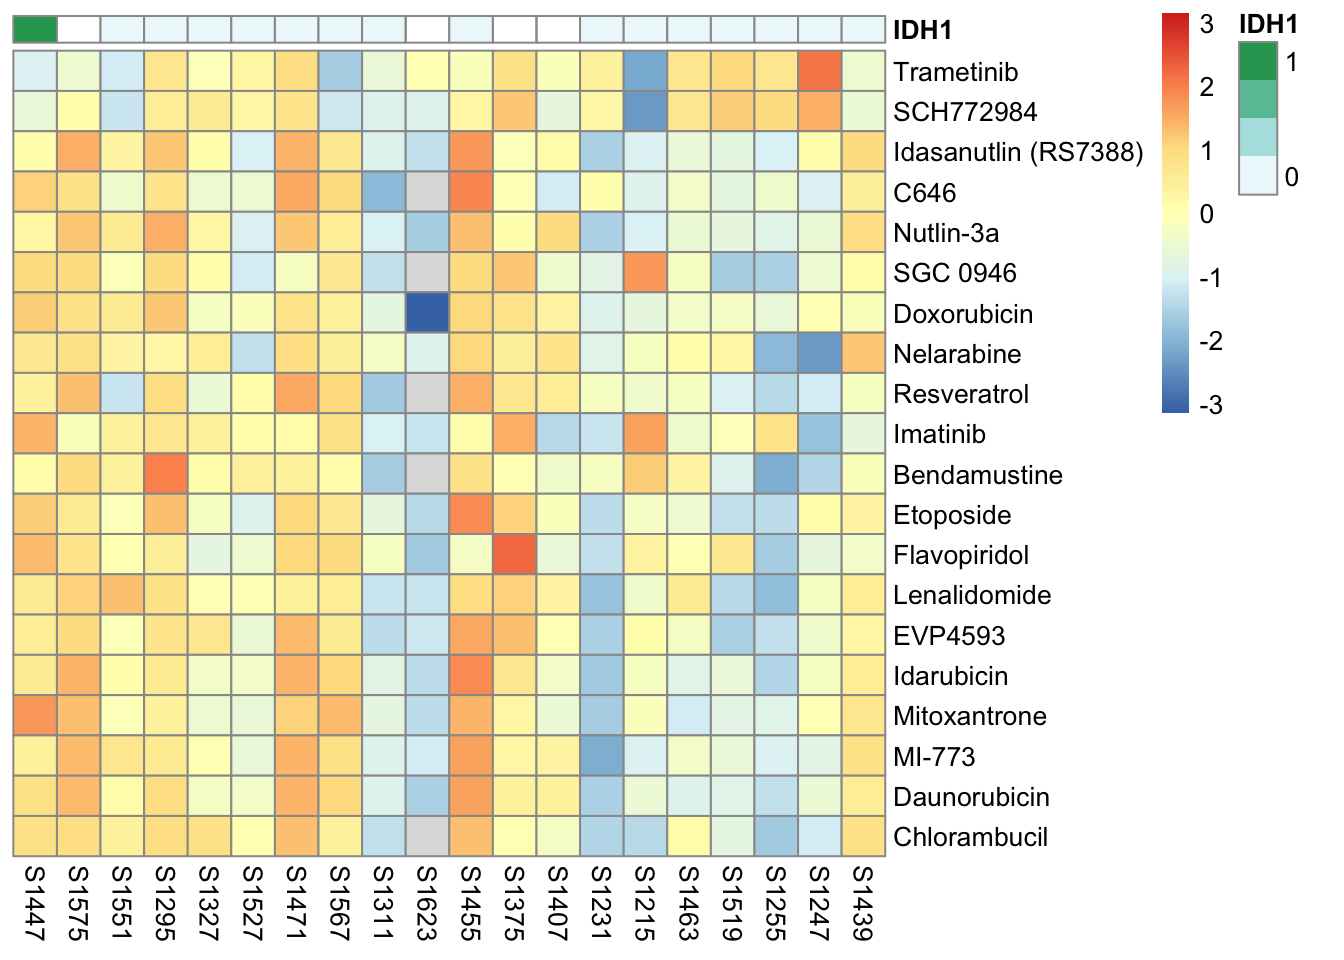 IDH1
Trametinib
SCH772984
Idasanutlin (RS7388)
C646
Nutlin-3a
SGC 0946
Doxorubicin
Nelarabine
Resveratrol
Imatinib
Bendamustine
Etoposide
Flavopiridol
Lenalidomide
EVP4593
Idarubicin
Mitoxantrone
MI-773
Daunorubicin
Chlorambucil
S1447
S1575
S1551
S1295
S1327
S1527
S1471
S1567
S1311
S1623
S1455
S1375
S1407
S1231
S1215
S1463
S1519
S1255
S1247
S1439
3
2
1
0
-1
-2
-3
IDH1
1
0